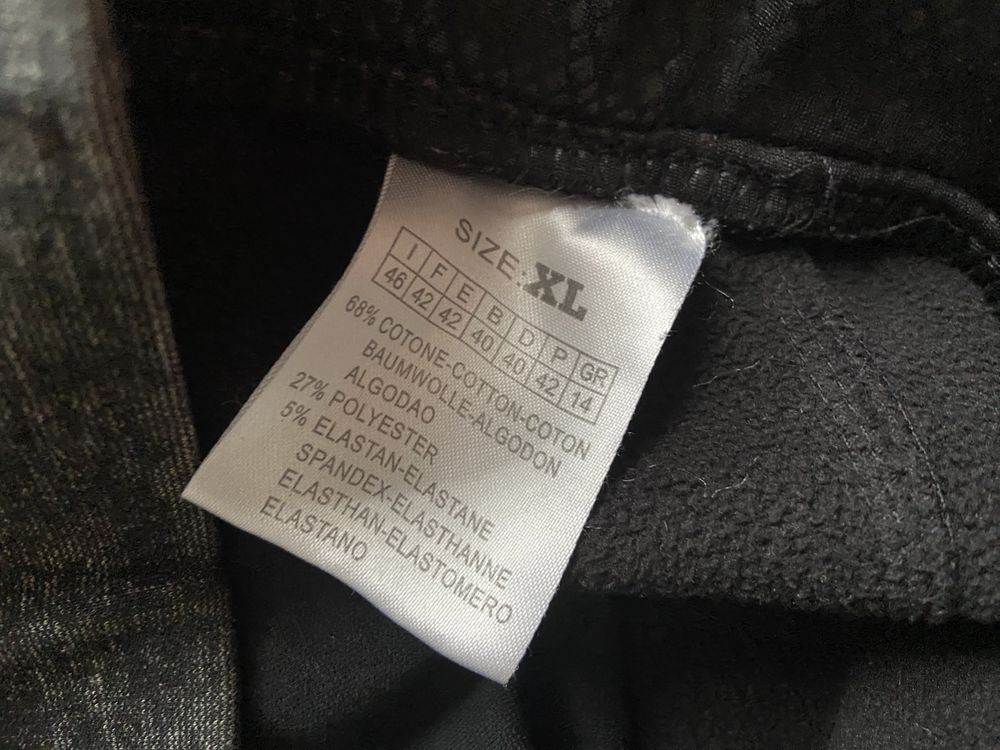 SIZE: XL
I F E B D P GR
46 42 42 40 40 42 14
68% COTONE-COTTON-COTON
BAUMWOLLE-ALGODON
ALGODAO
27% POLYESTER
5% ELASTAN-ELASTANE
SPANDEX-ELASTHANNE
ELASTHAN-ELASTOMERO
ELASTANO